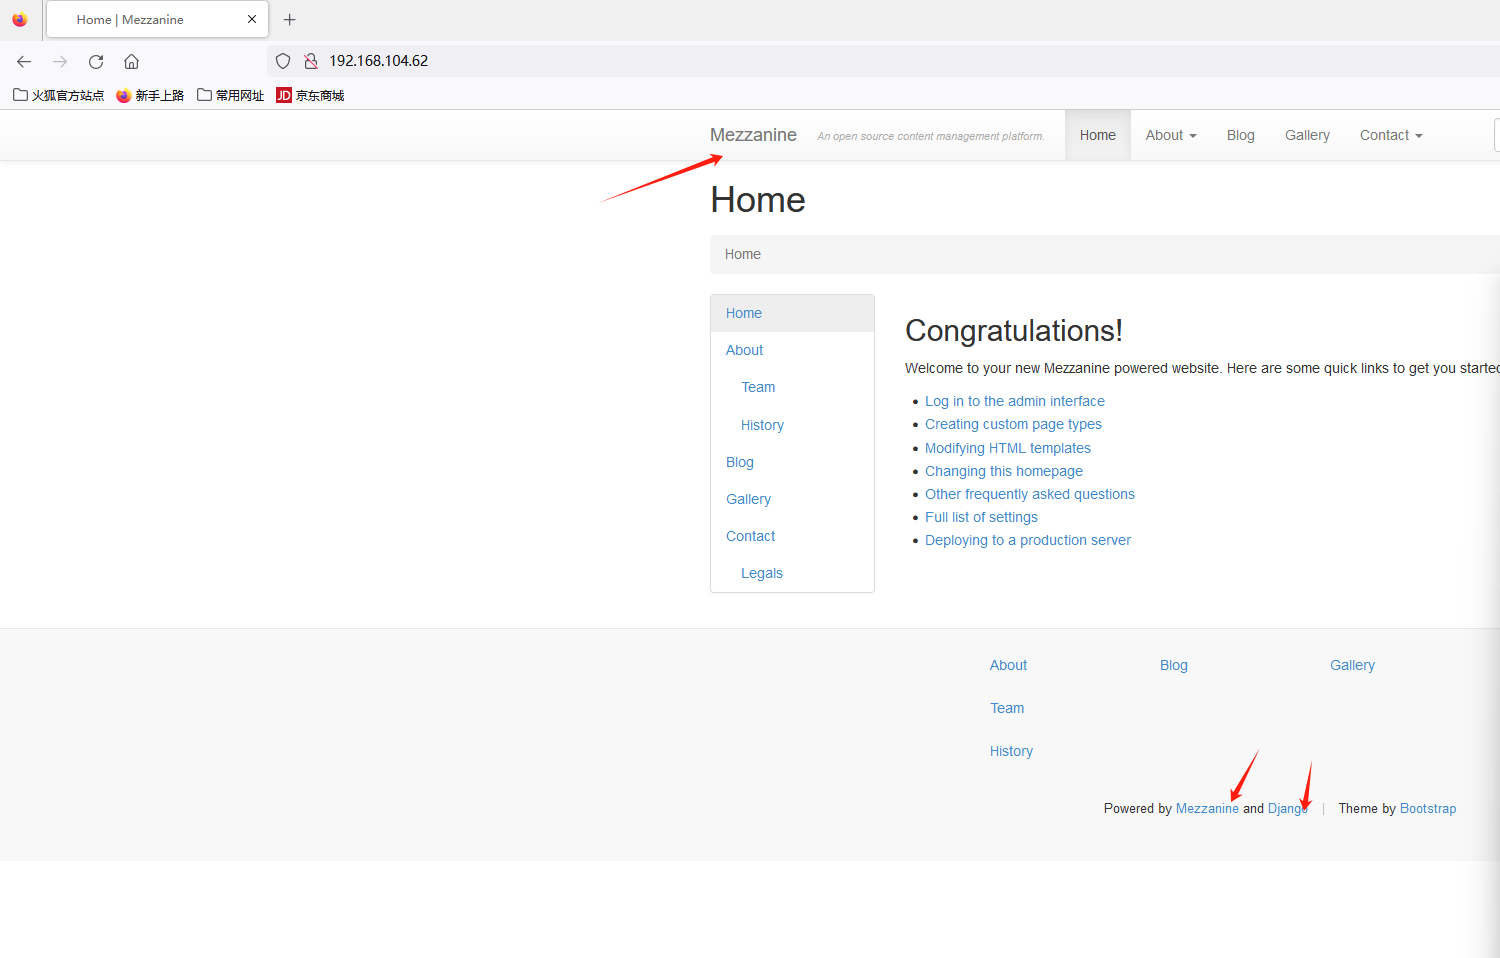 Home | Mezzanine
192.168.104.62
火狐官方站点 新手上路 常用网址 JD 京东商城
Mezzanine An open source content management platform. Home About Blog Gallery Contact
Home
Home
Home
About
Team
History
Blog
Gallery
Contact
Legals
Congratulations!
Welcome to your new Mezzanine powered website. Here are some quick links to get you started
Log in to the admin interface
Creating custom page types
Modifying HTML templates
Changing this homepage
Other frequently asked questions
Full list of settings
Deploying to a production server
About Blog Gallery
Team
History
Powered by Mezzanine and Django | Theme by Bootstrap